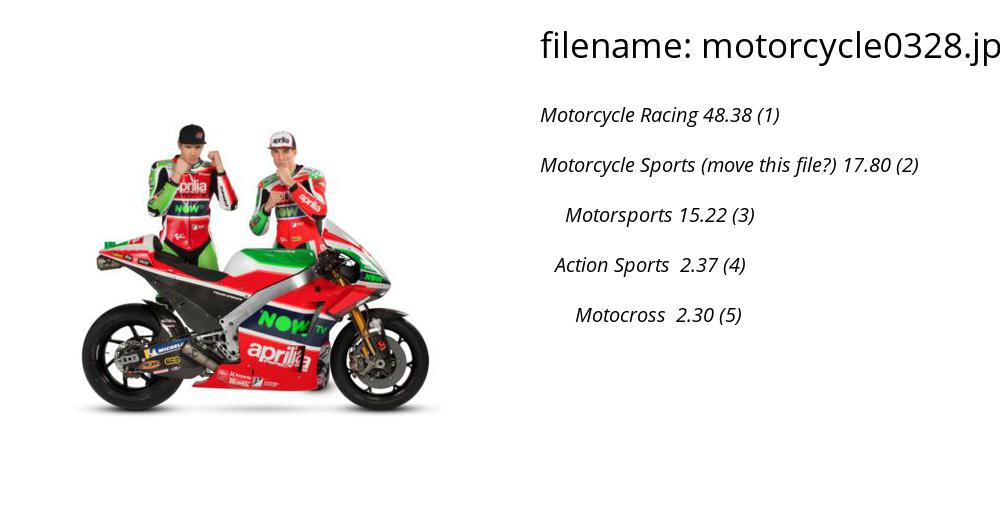 filename: motorcycle0328.jp
Motorcycle Racing 48.38 (1)
Motorcycle Sports (move this file?) 17.80 (2)
Motorsports 15.22 (3)
Action Sports 2.37 (4)
Motocross 2.30 (5)
aprilia
aprilia
aprilia
NOW
NOW
NOW
NOW TV
aprilia
MICHELIN